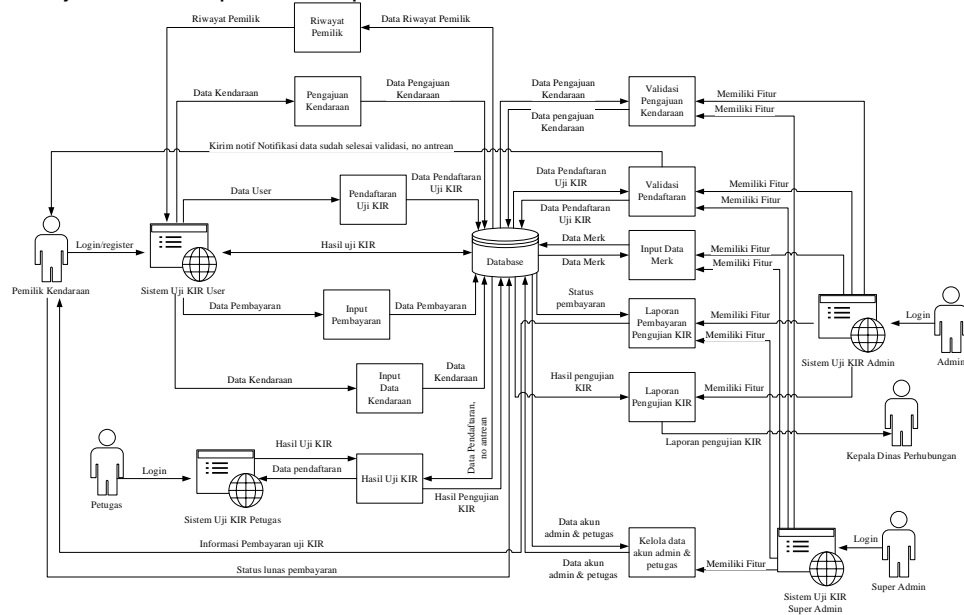 Riwayat Pemilik
Riwayat
Pemilik
Data Riwayat Pemilik
Data Kendaraan
Pengajuan
Kendaraan
Data Pengajuan
Kendaraan
Data Pengajuan
Kendaraan
Data pengajuan
Kendaraan
Validasi
Pengajuan
Kendaraan
Memiliki Fitur
Memiliki Fitur
Kirim notif Notifikasi data sudah selesai validasi, no antrean
Data User
Pendaftaran
Uji KIR
Data Pendaftaran
Uji KIR
Data Pendaftaran
Uji KIR
Data Pendaftaran
Uji KIR
Validasi
Pendaftaran
Memiliki Fitur
Memiliki Fitur
Login/register
Pemilik Kendaraan
Sistem Uji KIR User
Hasil uji KIR
Database
Data Merk
Data Merk
Input Data
Merk
Memiliki Fitur
Memiliki Fitur
Data Pembayaran
Input
Pembayaran
Data Pembayaran
Status
pembayaran
Laporan
Pembayaran
Pengujian KIR
Memiliki Fitur
Memiliki Fitur
Sistem Uji KIR Admin
Login
Admin
Data Kendaraan
Input
Data
Kendaraan
Data
Kendaraan
Hasil pengujian
KIR
Laporan
Pengujian KIR
Memiliki Fitur
Laporan pengujian KIR
Kepala Dinas Perhubungan
Petugas
Login
Sistem Uji KIR Petugas
Hasil Uji KIR
Data pendaftaran
Hasil Uji KIR
Data Pendaftaran,
no antrean
Hasil Pengujian
KIR
Informasi Pembayaran uji KIR
Status lunas pembayaran
Data akun
admin & petugas
Data akun
admin & petugas
Kelola data
akun admin &
petugas
Memiliki Fitur
Sistem Uji KIR
Super Admin
Login
Super Admin